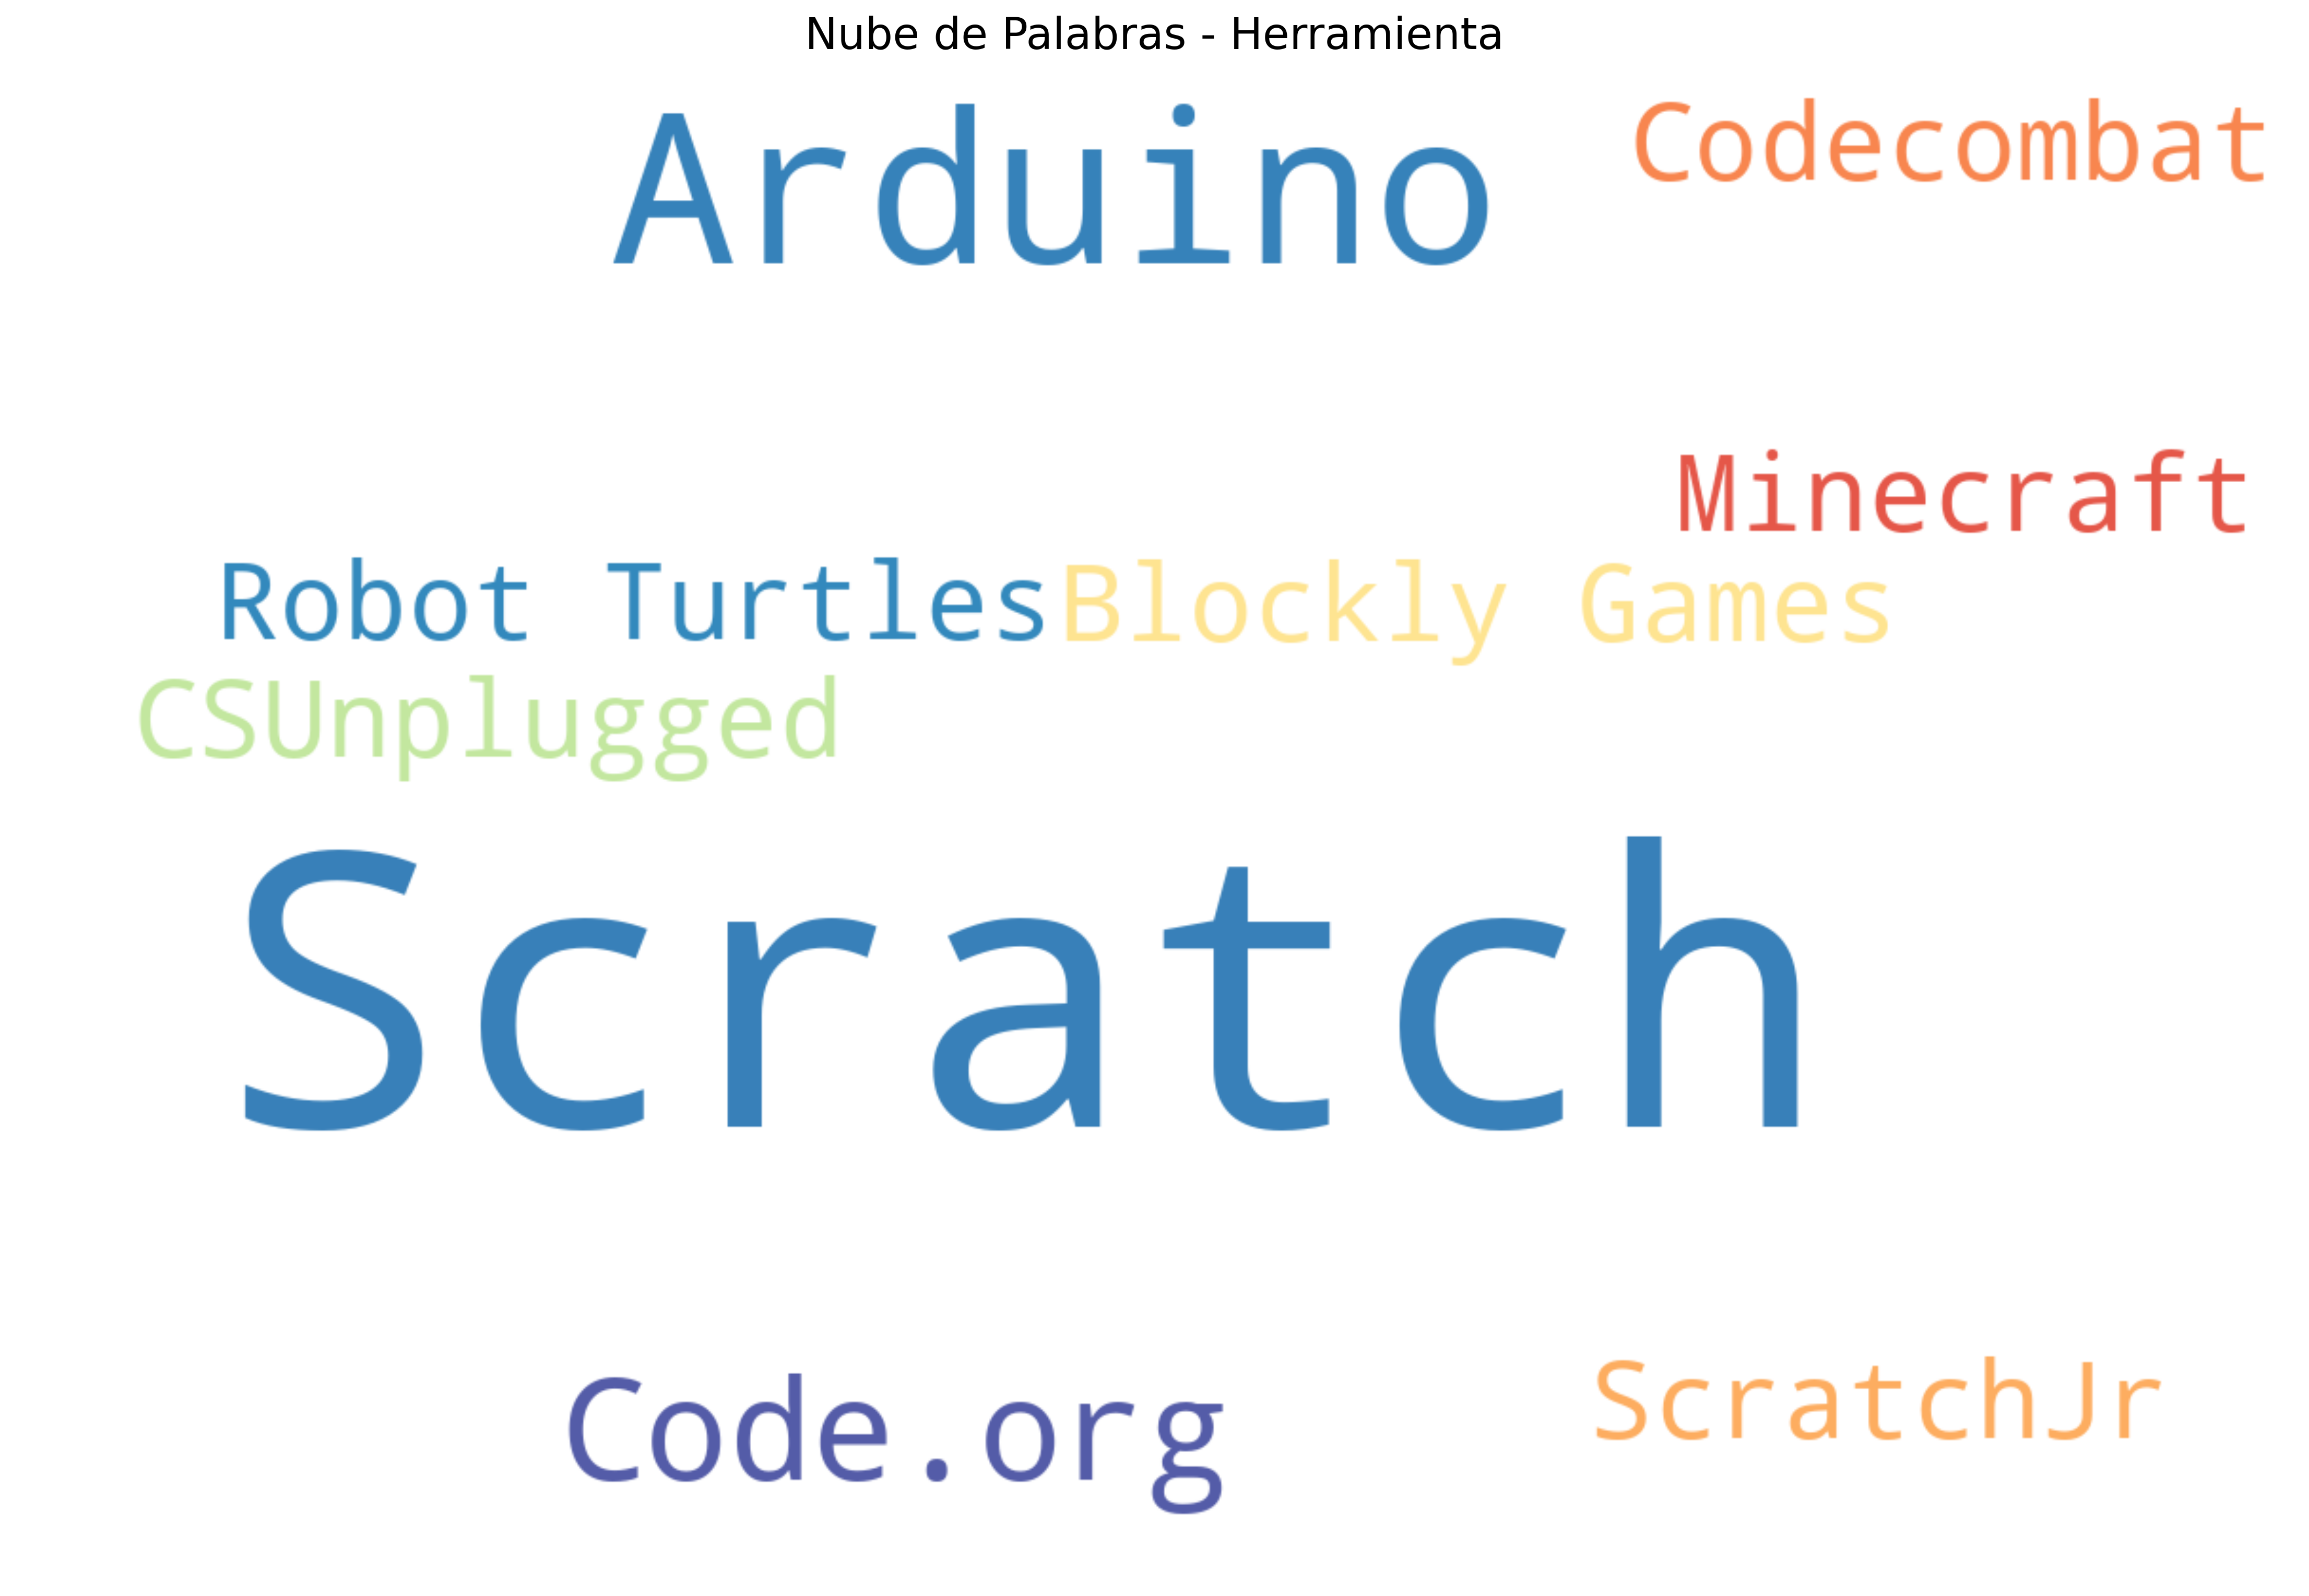 Nube de Palabras - Herramienta
Arduino
Codecombat
Minecraft
Robot Turtles
Blockly Games
CSUnplugged
Scratch
Code.org
ScratchJr